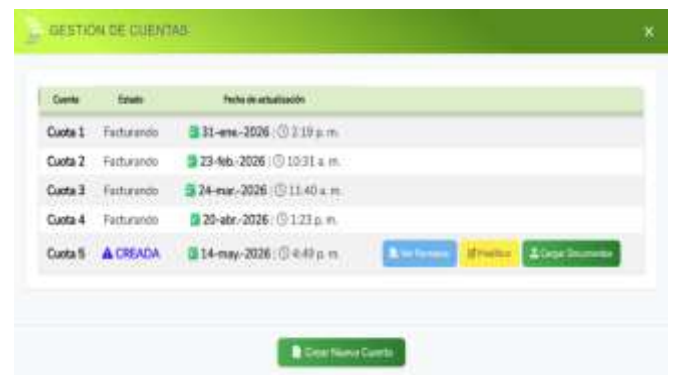 GESTIÓN DE CUENTAS
Cuenta Estado Fecha de actualización
Cuota 1 Facturando 31-ene.-2026 2:19 p. m.
Cuota 2 Facturando 23-feb.-2026 10:31 a. m.
Cuota 3 Facturando 24-mar.-2026 11:40 a. m.
Cuota 4 Facturando 20-abr.-2026 1:23 p. m.
Cuota 5 CREADA 14-may.-2026 4:49 p. m. Cargar Documentos
Crear Nueva Cuenta